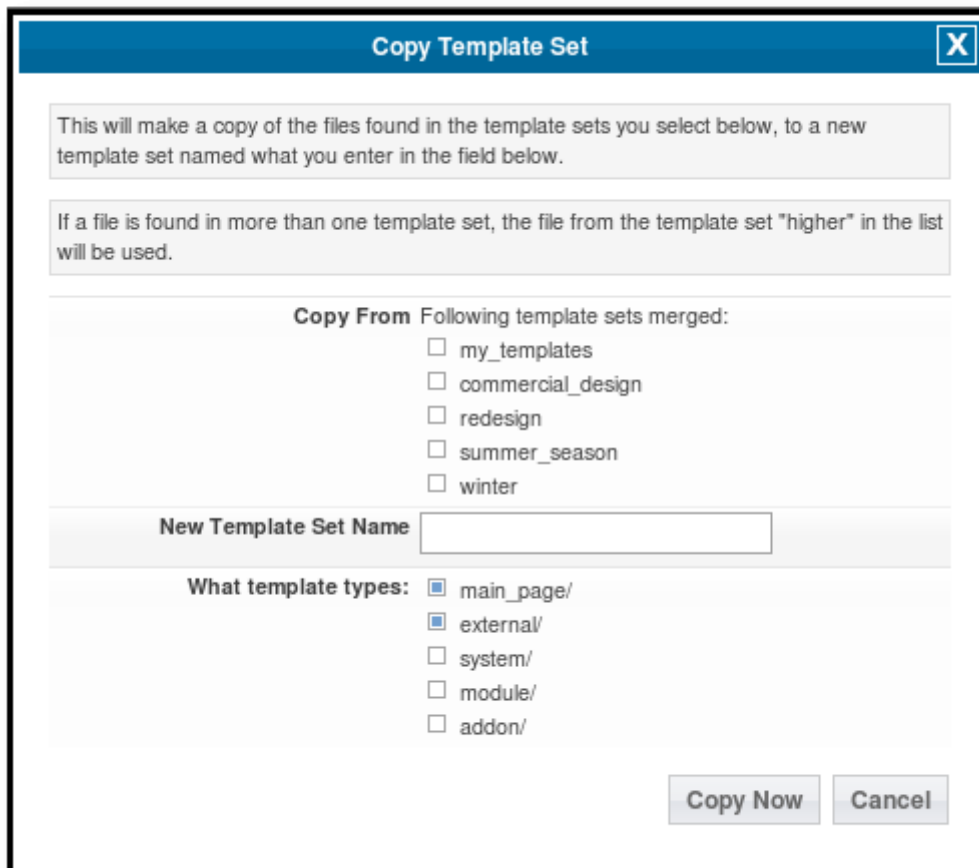 Copy Template Set
X
This will make a copy of the files found in the template sets you select below, to a new
template set named what you enter in the field below.
If a file is found in more than one template set, the file from the template set "higher" in the list
will be used.
Copy From Following template sets merged:
my_templates
commercial_design
redesign
summer_season
winter
New Template Set Name
What template types: main_page/
external/
system/
module/
addon/
Copy Now Cancel